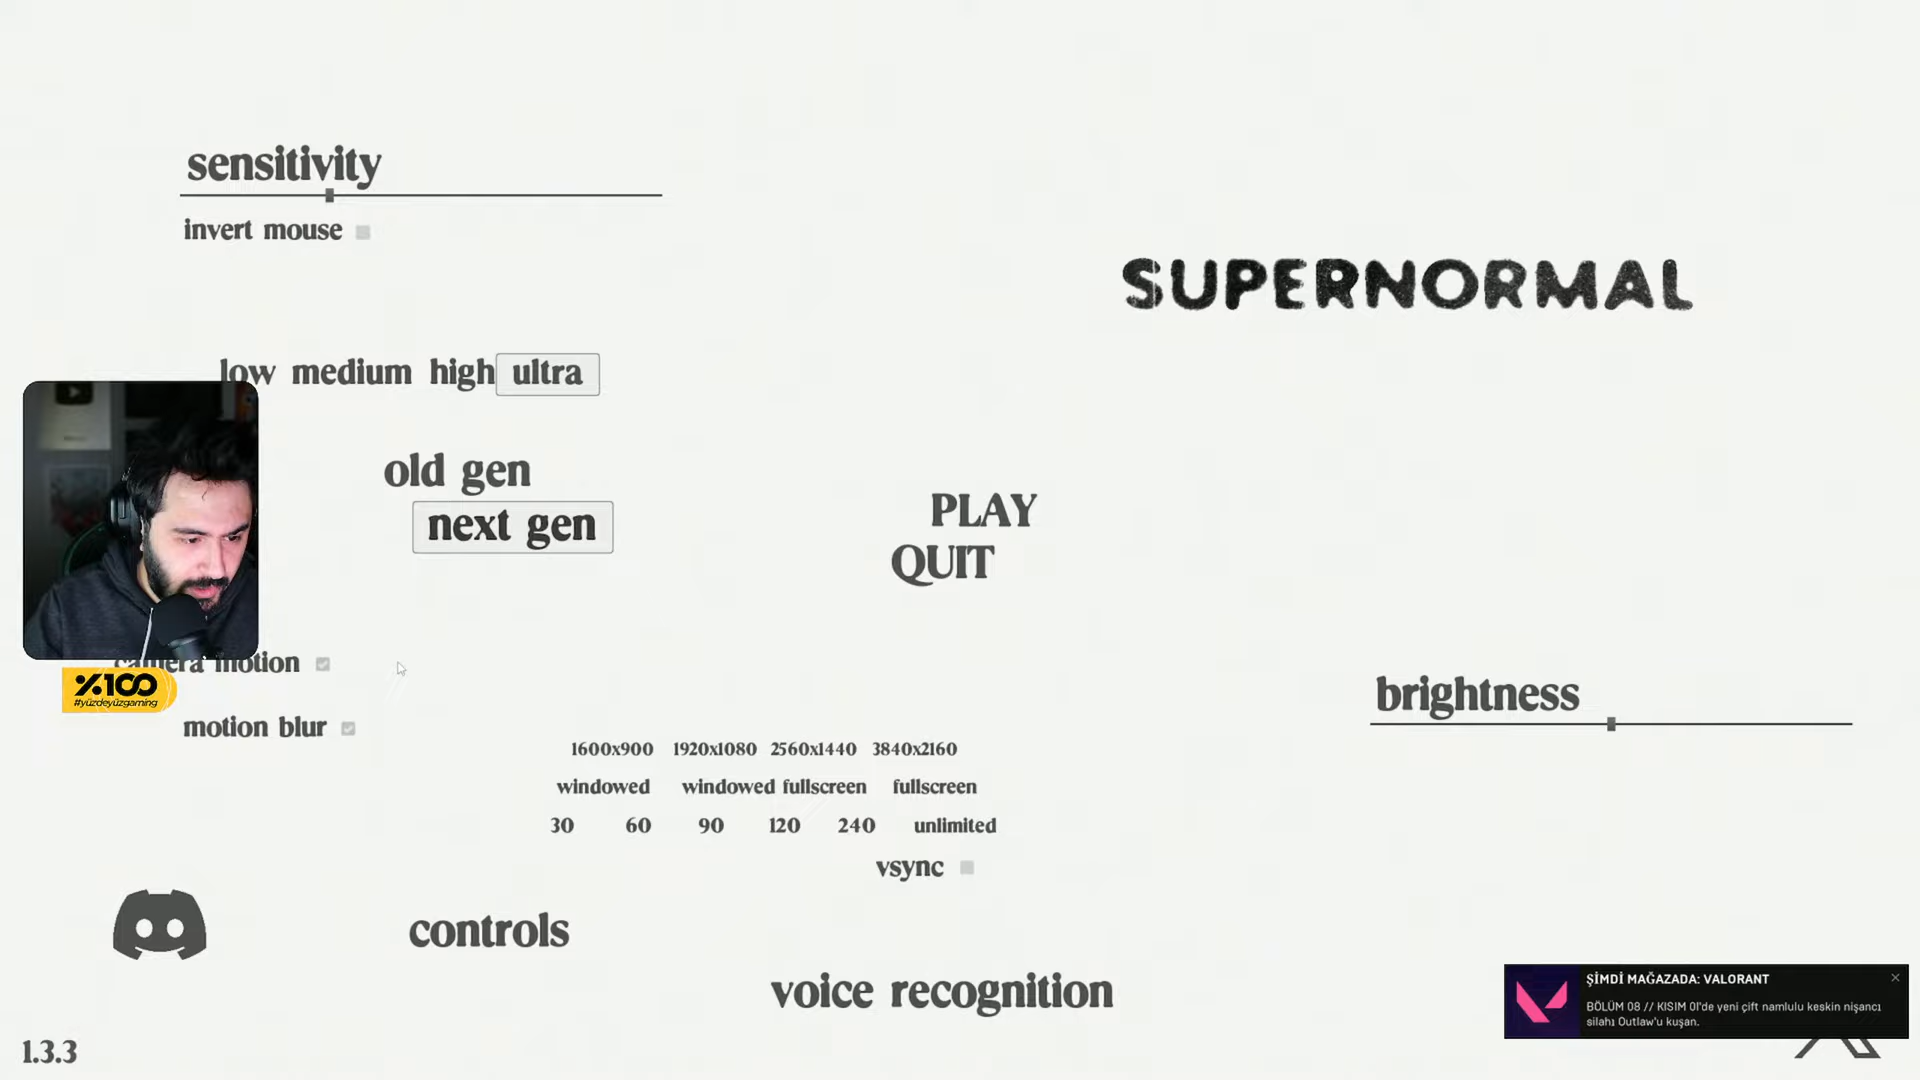 sensitivity
invert mouse
SUPERNORMAL
low medium high ultra
old gen
next gen
PLAY
QUIT
camera motion
%100
#yüzdeyüzgaming
brightness
motion blur
1600x900 1920x1080 2560x1440 3840x2160
windowed windowed fullscreen fullscreen
30 60 90 120 240 unlimited
vsync
controls
voice recognition
ŞİMDİ MAĞAZADA: VALORANT
BÖLÜM 08 // KISIM 01'de yeni çift namlulu keskin nişancı
silahı Outlaw'u kuşan.
1.3.3